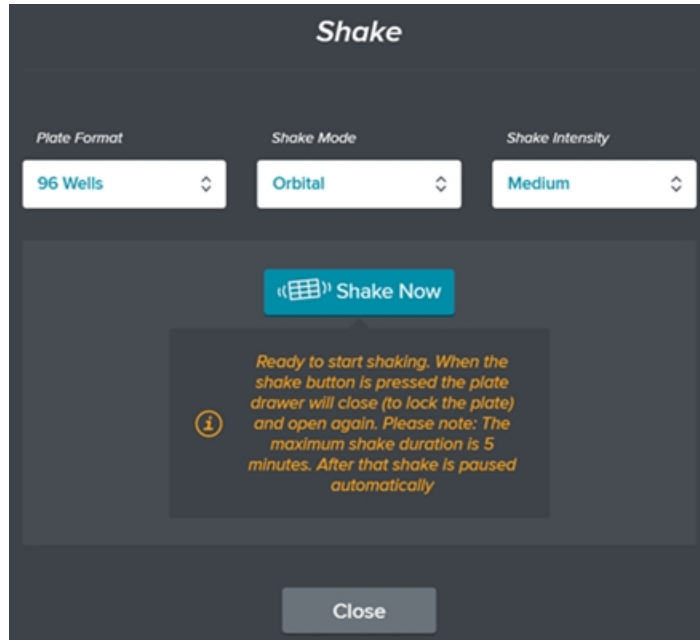 Shake
Plate Format
Shake Mode
Shake Intensity
96 Wells
Orbital
Medium
Shake Now
Ready to start shaking. When the
shake button is pressed the plate
drawer will close (to lock the plate)
and open again. Please note: The
maximum shake duration is 5
minutes. After that shake is paused
automatically
Close